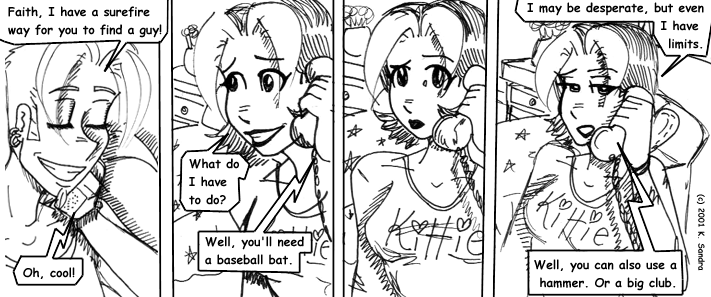 Faith, I have a surefire
way for you to find a guy!
Oh, cool!
What do
I have
to do?
Well, you'll need
a baseball bat.
Kittie
I may be desperate, but even
I have
limits.
Kittie
Well, you can also use a
hammer. Or a big club.
(c) 2001 K. Sandra